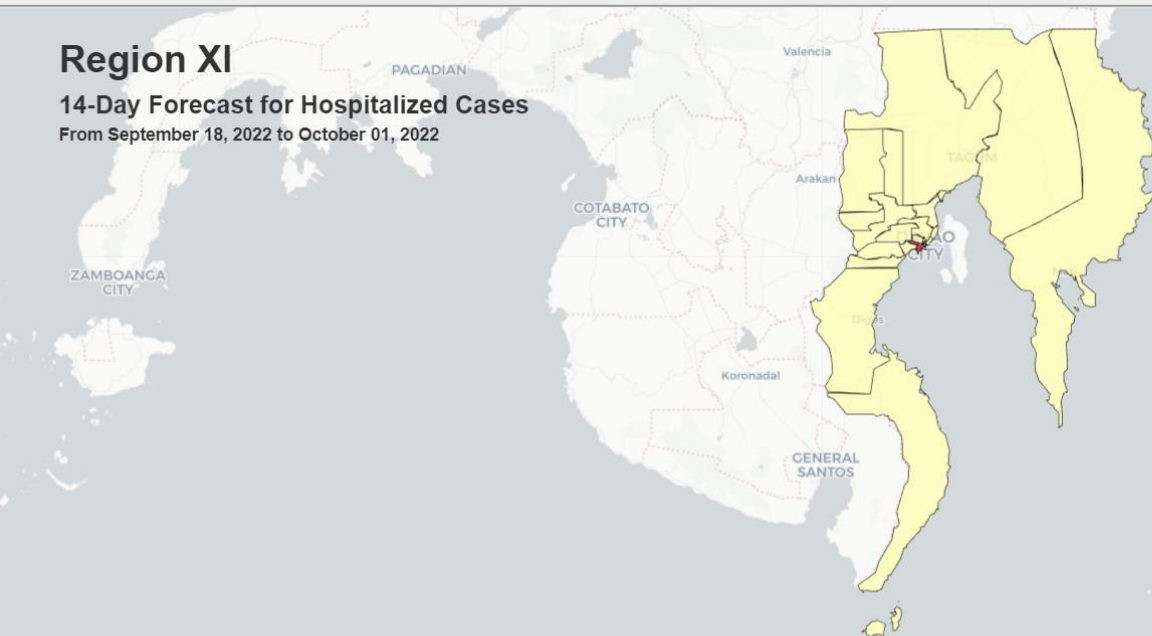 Region XI
14-Day Forecast for Hospitalized Cases
From September 18, 2022 to October 01, 2022
Valencia
PAGADIAN
TAGUM
Arakan
COTABATO
CITY
DAVAO
CITY
ZAMBOANGA
CITY
Mati
Digos
Koronadal
GENERAL
SANTOS